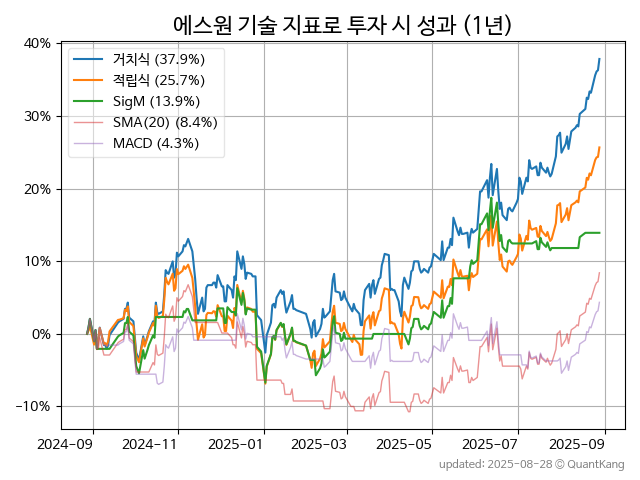 에스원 기술 지표로 투자 시 성과 (1년)
40%
30%
20%
10%
0%
−10%
거치식 (37.9%)
적립식 (25.7%)
SigM (13.9%)
SMA(20) (8.4%)
MACD (4.3%)
2024-09 2024-11 2025-01 2025-03 2025-05 2025-07 2025-09
updated: 2025-08-28 © QuantKang